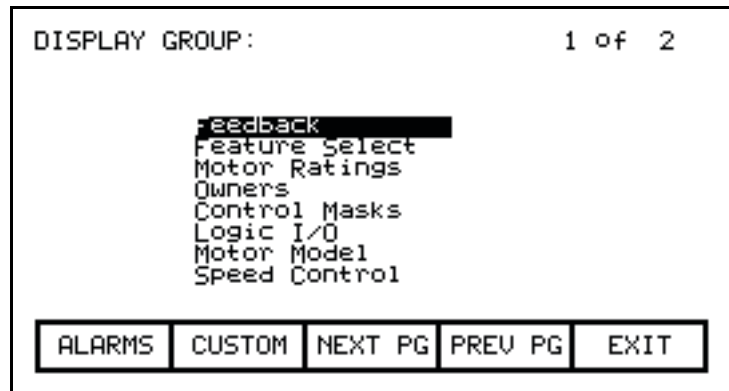 DISPLAY GROUP: 1 of 2
Feedback
Feature Select
Motor Ratings
Owners
Control Masks
Logic I/O
Motor Model
Speed Control
ALARMS CUSTOM NEXT PG PREV PG EXIT